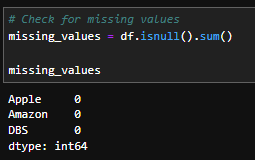 # Check for missing values
missing_values = df.isnull().sum()
missing_values
Apple     0
Amazon    0
DBS       0
dtype: int64